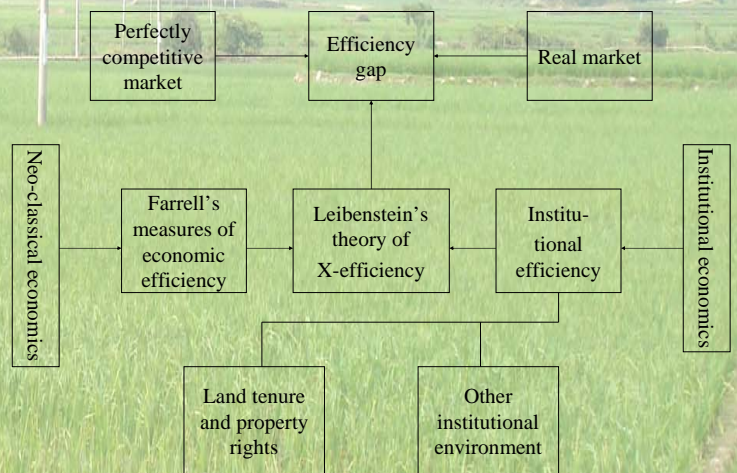 Perfectly
competitive
market
Efficiency
gap
Real market
Neo-classical economics
Farrell’s
measures of
economic
efficiency
Leibenstein’s
theory of
X-efficiency
Institu-
tional
efficiency
Institutional economics
Land tenure
and property
rights
Other
institutional
environment